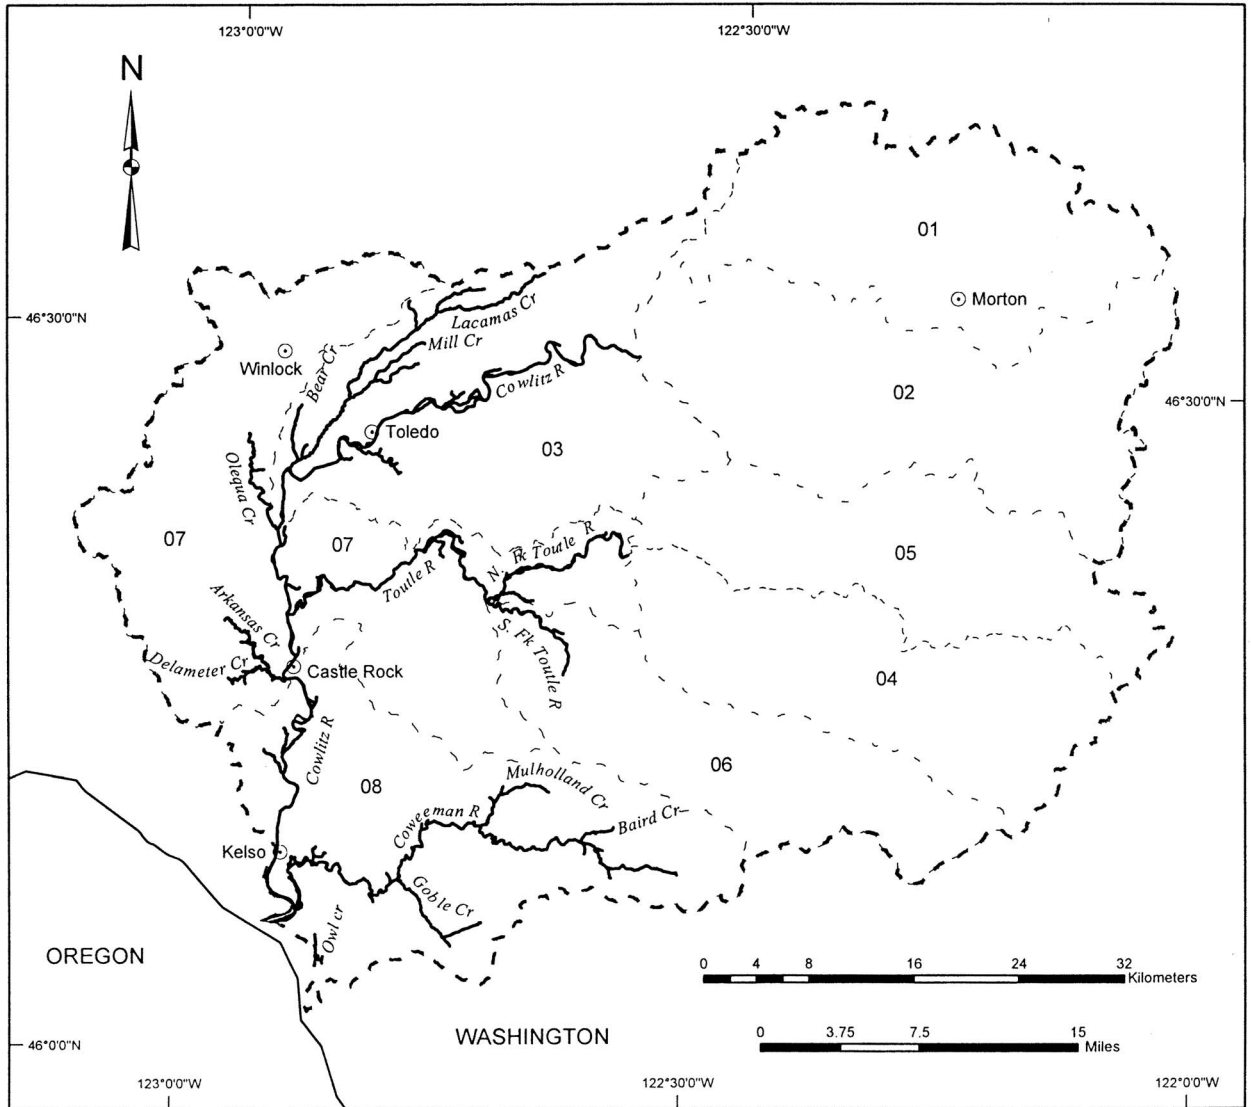 123°0'0"W
122°30'0"W
N
01
Morton
46°30'0"N
Lacamas Cr
Mill Cr
Winlock
Bear Cr
Cowlitz R
02
46°30'0"N
Toledo
03
Olequa Cr
07
07
Toutle R
N. Fk Toutle R
05
Arkansas Cr
S. Fk Toutle R
Delameter Cr
Castle Rock
04
Cowlitz R
06
08
Mulholland Cr
Coweeman R
Baird Cr
Kelso
Goble Cr
Owl cr
OREGON
0 4 8 16 24 32
Kilometers
WASHINGTON
0 3.75 7.5 15
Miles
46°0'0"N
123°0'0"W
122°30'0"W
122°0'0"W